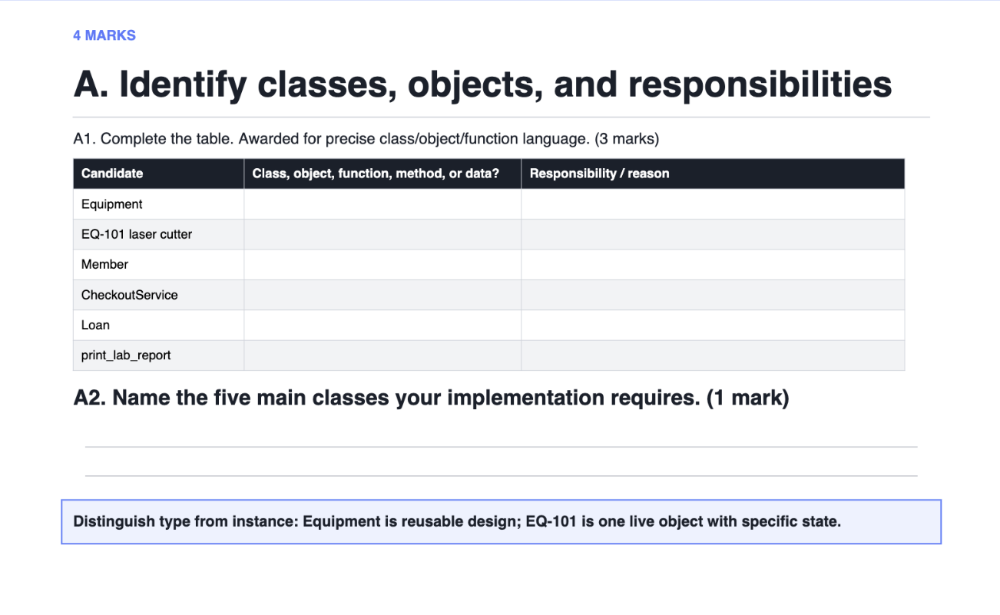 4 MARKS
A. Identify classes, objects, and responsibilities
A1. Complete the table. Awarded for precise class/object/function language. (3 marks)
Candidate Class, object, function, method, or data? Responsibility / reason
Equipment
EQ-101 laser cutter
Member
CheckoutService
Loan
print_lab_report
A2. Name the five main classes your implementation requires. (1 mark)
Distinguish type from instance: Equipment is reusable design; EQ-101 is one live object with specific state.